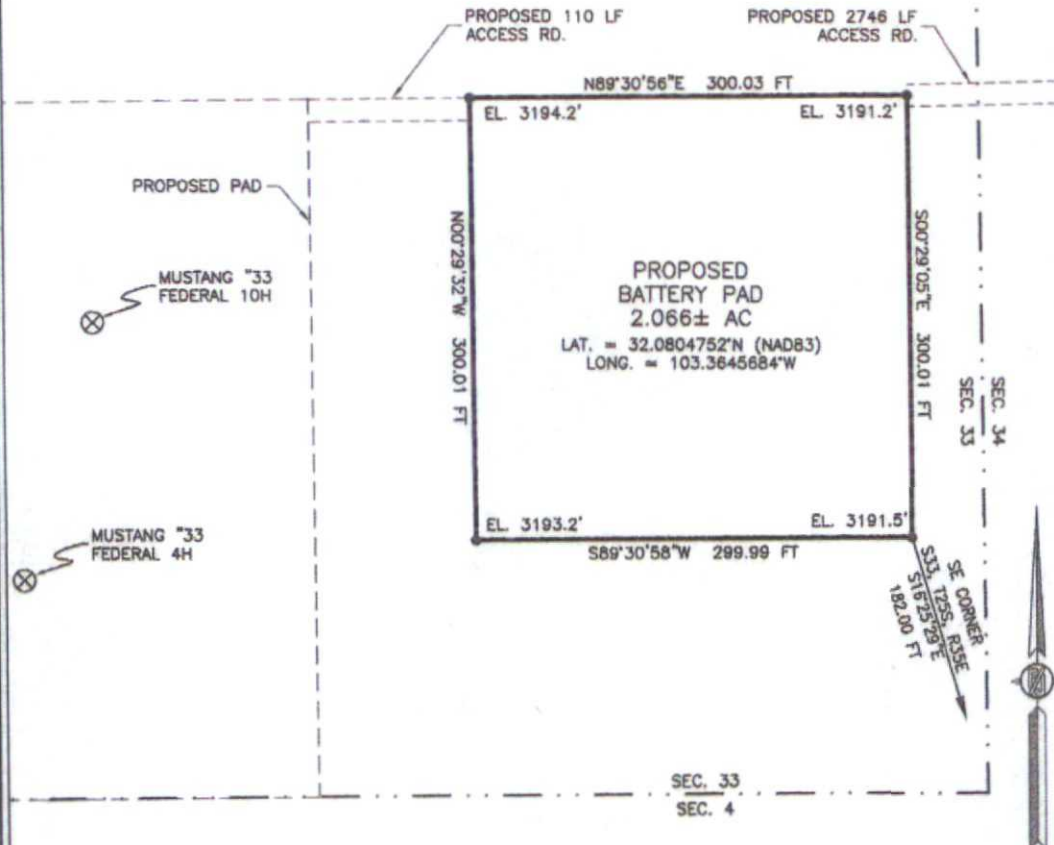 PROPOSED 110 LF
ACCESS RD.
PROPOSED 2746 LF
ACCESS RD.
N89°30'56"E 300.03 FT
EL. 3194.2'
EL. 3191.2'
PROPOSED PAD
N00°29'32"W 300.01 FT
S00°29'05"E 300.01 FT
MUSTANG "33
FEDERAL 10H
PROPOSED
BATTERY PAD
2.066± AC
LAT. = 32.0804752°N (NAD83)
LONG. = 103.3645684°W
SEC. 33
SEC. 34
MUSTANG "33
FEDERAL 4H
EL. 3193.2'
EL. 3191.5'
S89°30'58"W 299.99 FT
SE CORNER
S33, T25S, R35E
S16°25'29"E
182.00 FT
SEC. 33
SEC. 4